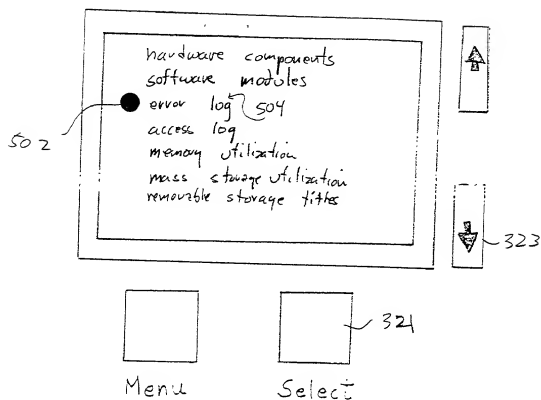 hardware components
software modules
error log 504
502
access log
memory utilization
mass storage utilization
removable storage titles
323
321
Menu
Select